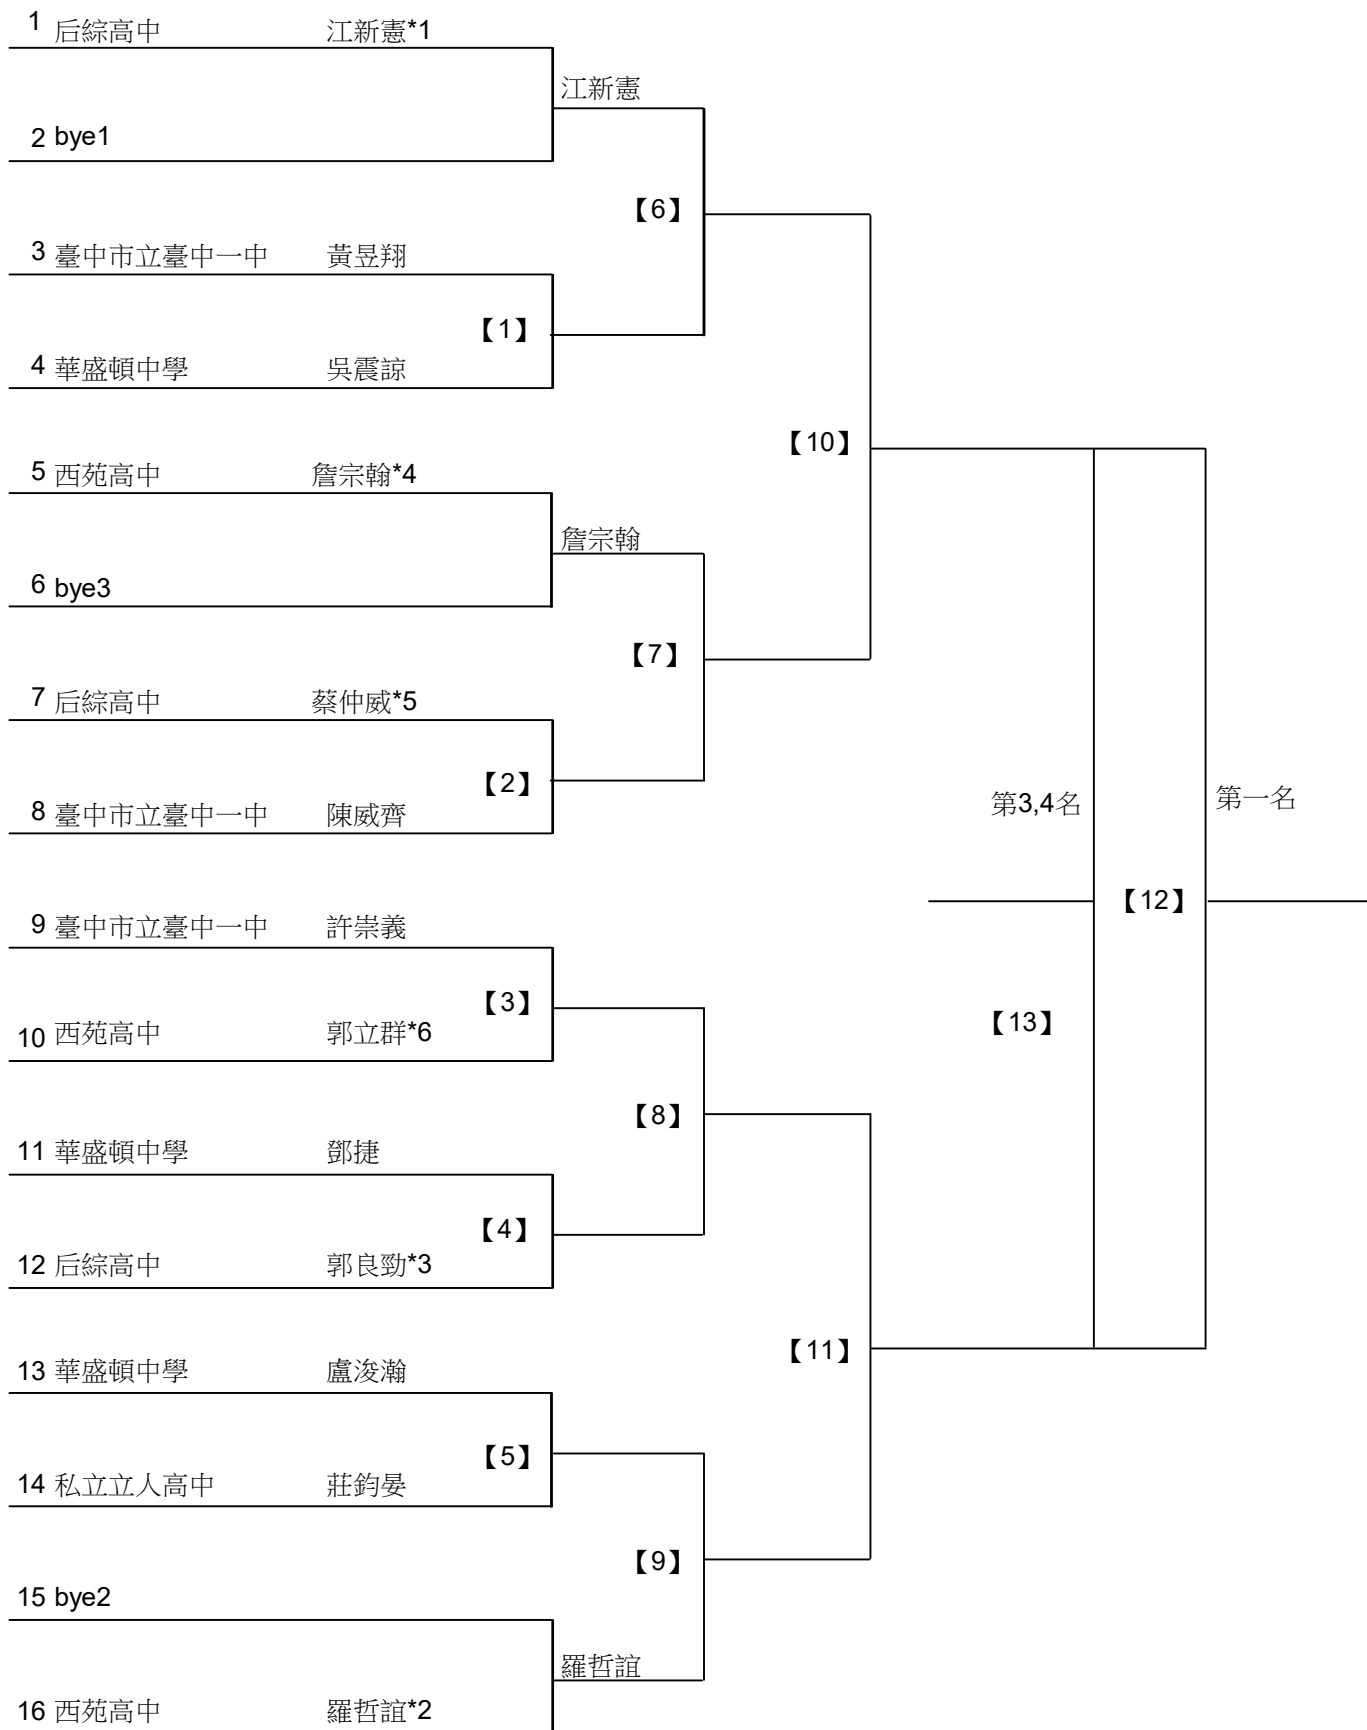 1 后綜高中 江新憲*1
江新憲
2 bye1
【6】
3 臺中市立臺中一中 黃昱翔
【1】
4 華盛頓中學 吳震諒
【10】
5 西苑高中 詹宗翰*4
詹宗翰
6 bye3
【7】
7 后綜高中 蔡仲威*5
【2】
第3,4名 第一名
8 臺中市立臺中一中 陳威齊
【12】
9 臺中市立臺中一中 許崇義
【3】
【13】
10 西苑高中 郭立群*6
【8】
11 華盛頓中學 鄧捷
【4】
12 后綜高中 郭良勁*3
【11】
13 華盛頓中學 盧浚瀚
【5】
14 私立立人高中 莊鈞晏
【9】
15 bye2
羅哲誼
16 西苑高中 羅哲誼*2